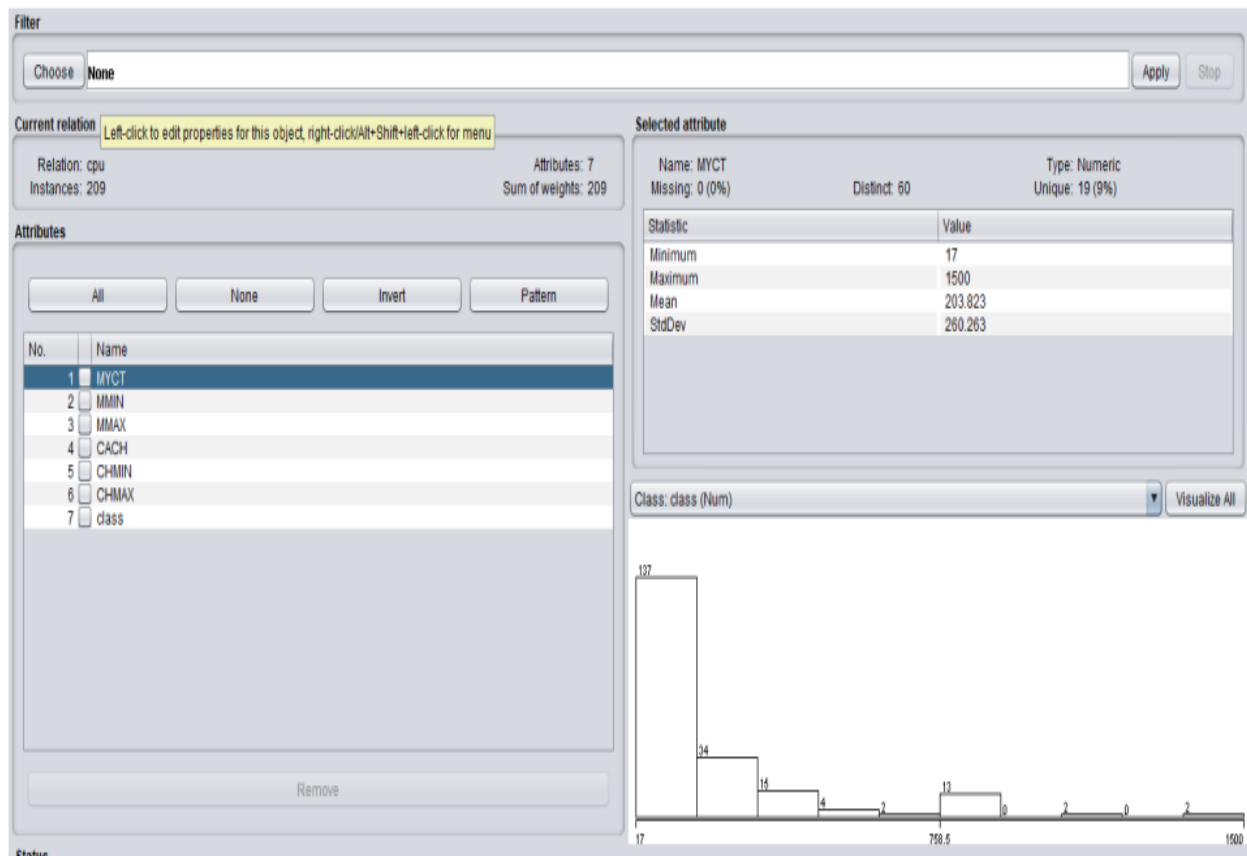 Filter
Choose None Apply Stop
Current relation
Left-click to edit properties for this object, right-click/Alt+Shift+left-click for menu
Relation: cpu Attributes: 7
Instances: 209 Sum of weights: 209
Attributes
All None Invert Pattern
No. Name
1 MYCT
2 MMIN
3 MMAX
4 CACH
5 CHMIN
6 CHMAX
7 class
Remove
Status
Selected attribute
Name: MYCT Type: Numeric
Missing: 0 (0%) Distinct: 60 Unique: 19 (9%)
Statistic Value
Minimum 17
Maximum 1500
Mean 203.823
StdDev 260.263
Class: class (Num) Visualize All
137
34
15
4
2
13
0
2
0
2
17 758.5 1500